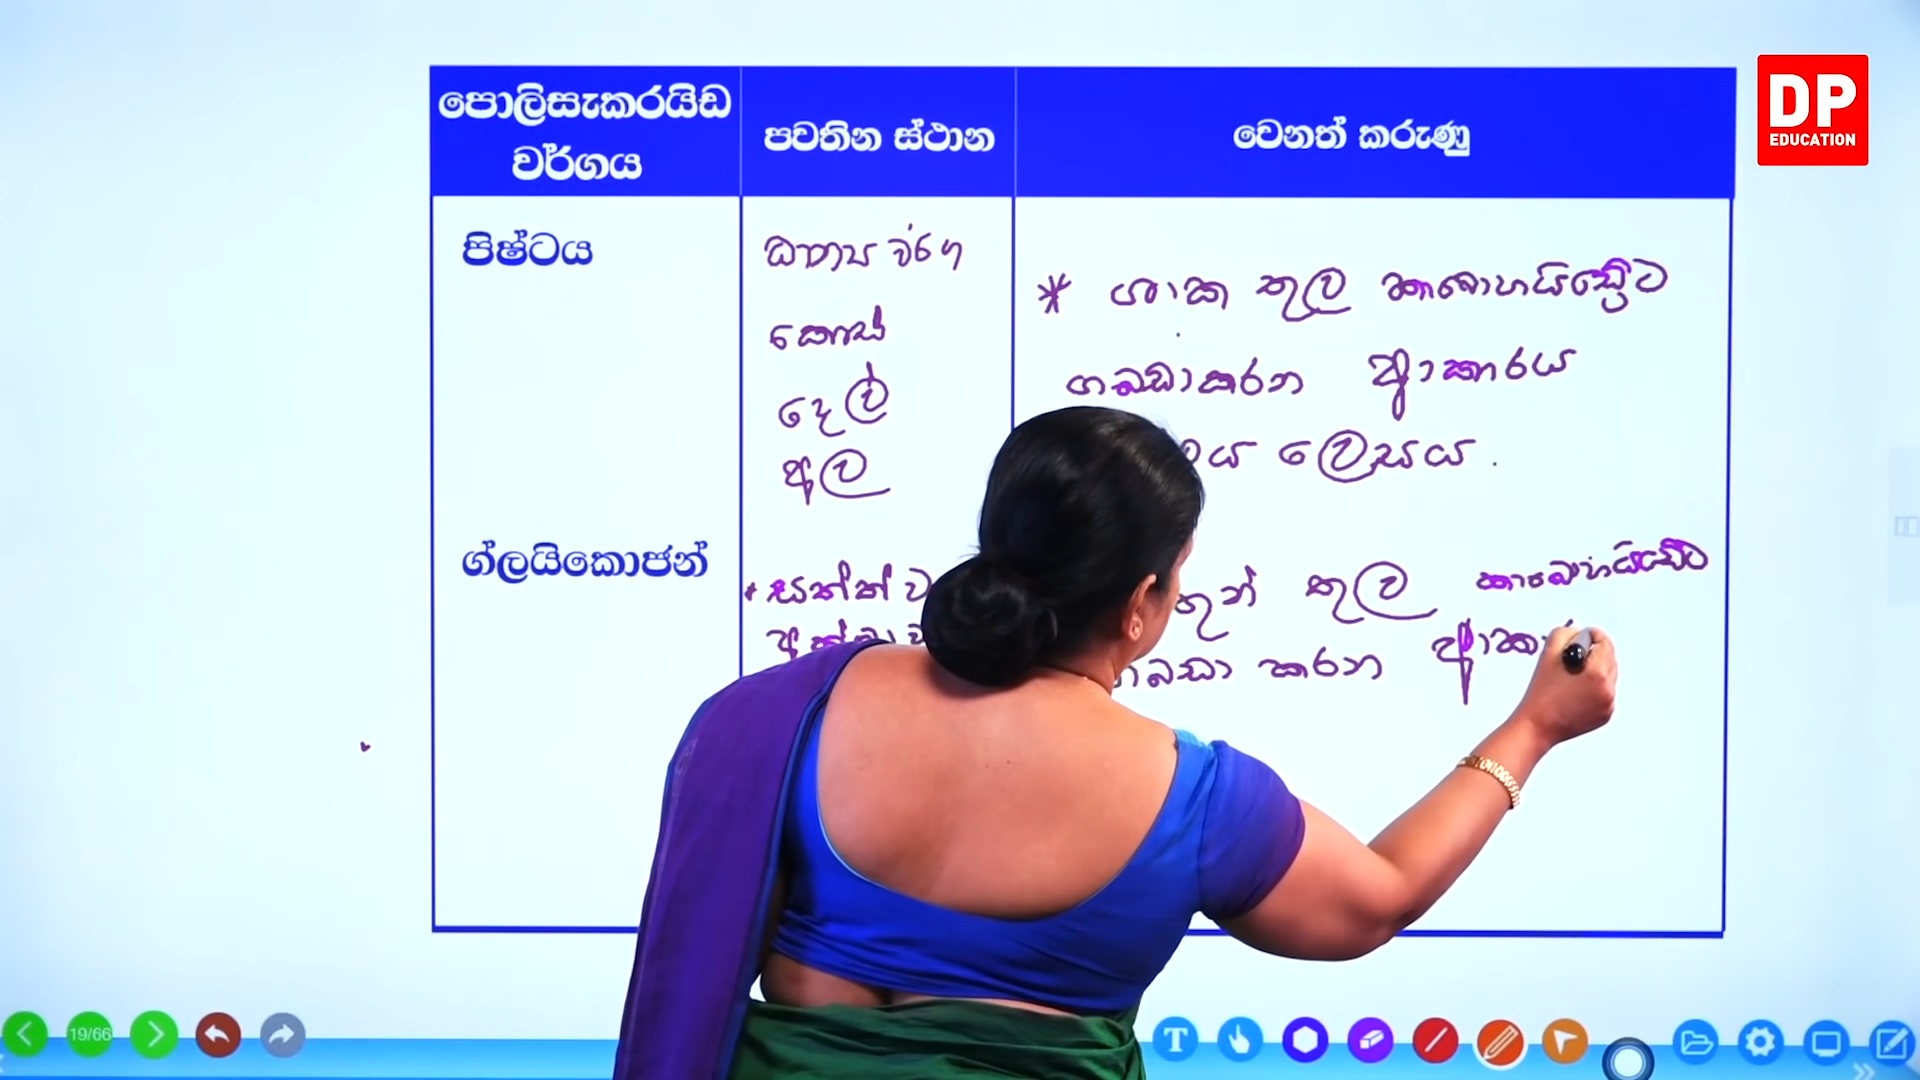 DP
EDUCATION
පොලිසැකරයිඩ
වර්ගය
පවතින ස්ථාන
වෙනත් කරුණු
පිෂ්ටය
ධාන්‍ය වර්ග
කොස්
දෙල්
අල
* ශාක තුල කාබොහයිඩ්‍රේට
ගබඩාකරන ආකාරය
ලෙසය.
ග්ලයිකොජන්
* සත්ත්ව
තුල කාබොහයිඩ්‍රේට
ගබඩා කරන
19/66
T